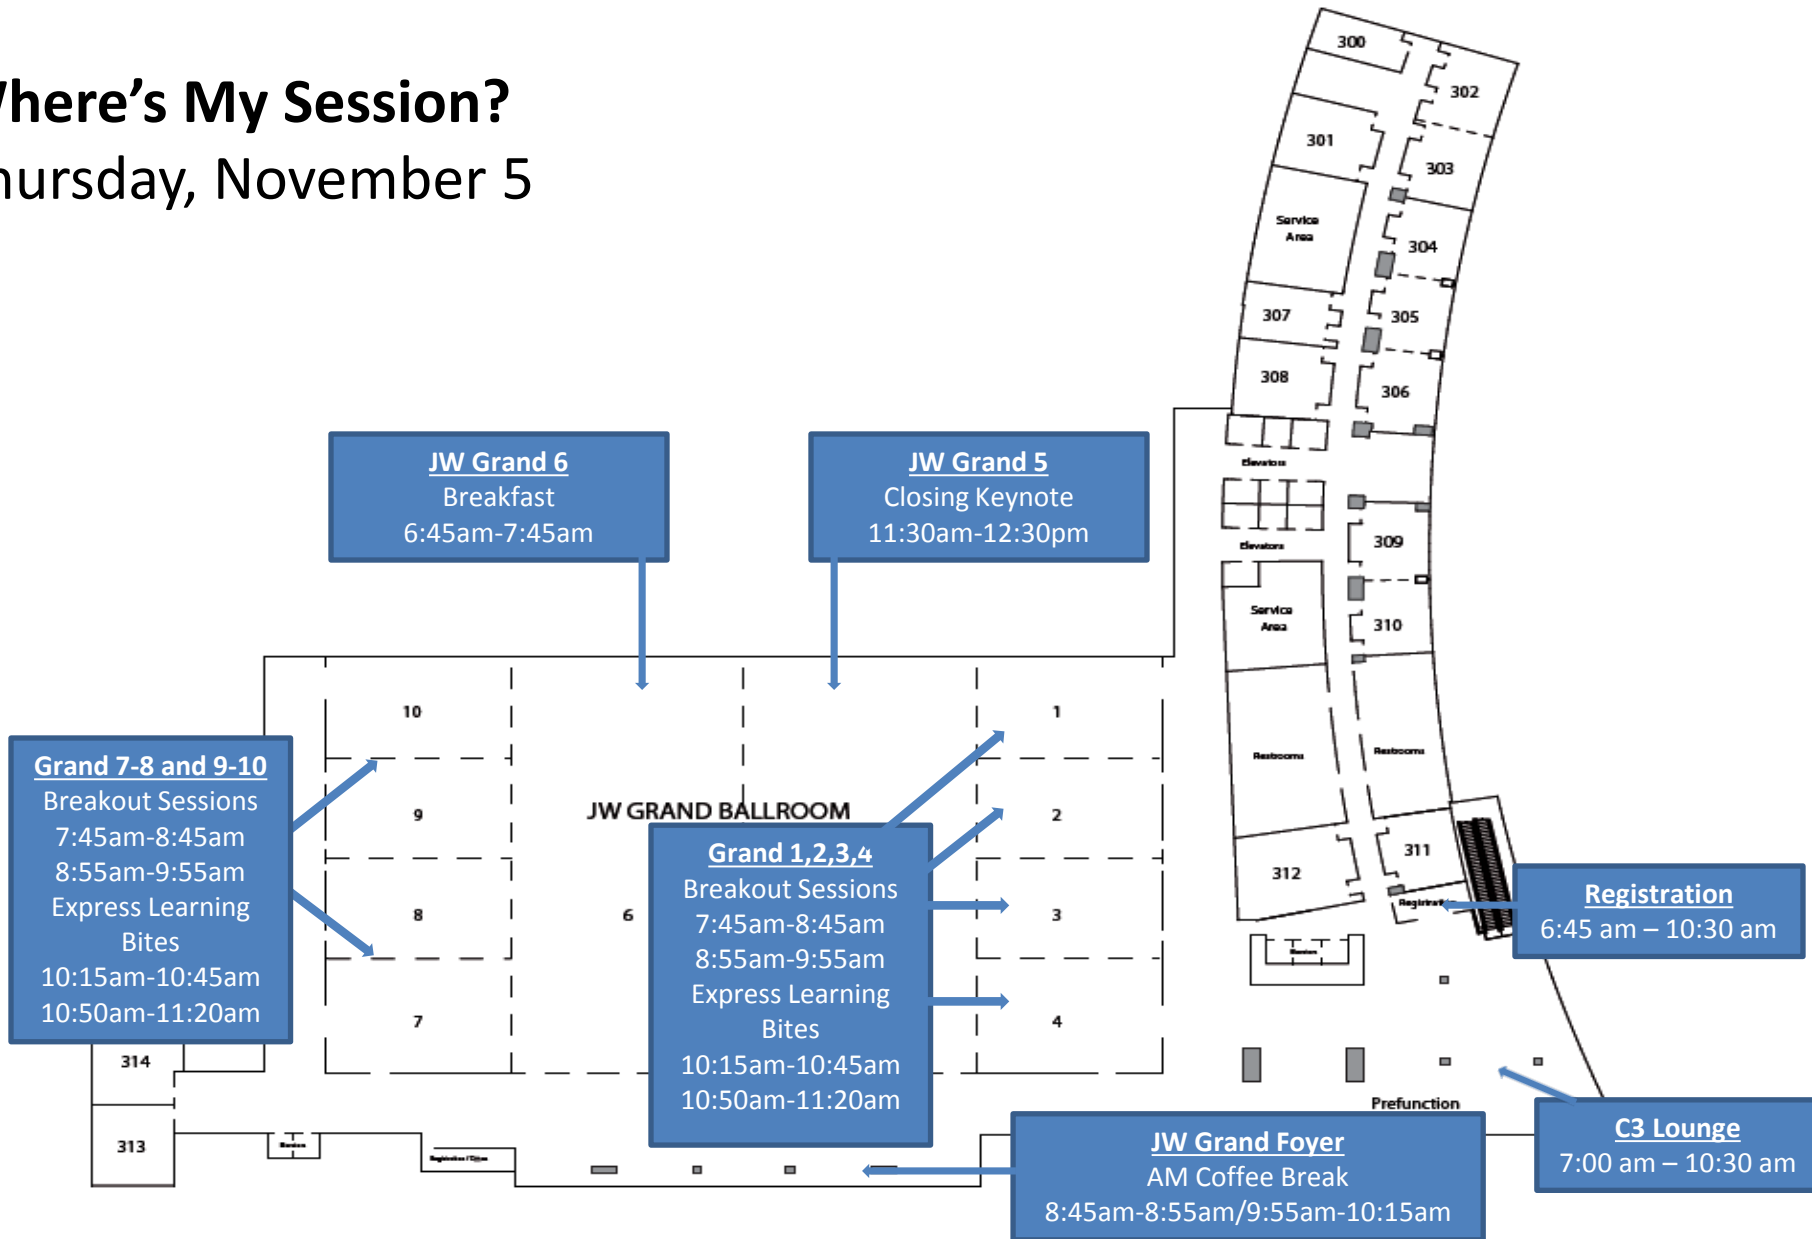 Where's My Session?
Thursday, November 5
300
302
301
303
Service
Area
304
307
305
308
306
JW Grand 6
Breakfast
6:45am-7:45am
JW Grand 5
Closing Keynote
11:30am-12:30pm
Elevators
Elevators
309
Service
Area
310
10
1
Grand 7-8 and 9-10
Breakout Sessions
7:45am-8:45am
8:55am-9:55am
Express Learning
Bites
10:15am-10:45am
10:50am-11:20am
Restrooms
Restrooms
9
JW GRAND BALLROOM
2
Grand 1,2,3,4
Breakout Sessions
7:45am-8:45am
8:55am-9:55am
Express Learning
Bites
10:15am-10:45am
10:50am-11:20am
311
312
Registration
Registration
6:45 am – 10:30 am
8
6
3
7
4
314
313
Prefunction
JW Grand Foyer
AM Coffee Break
8:45am-8:55am/9:55am-10:15am
C3 Lounge
7:00 am – 10:30 am